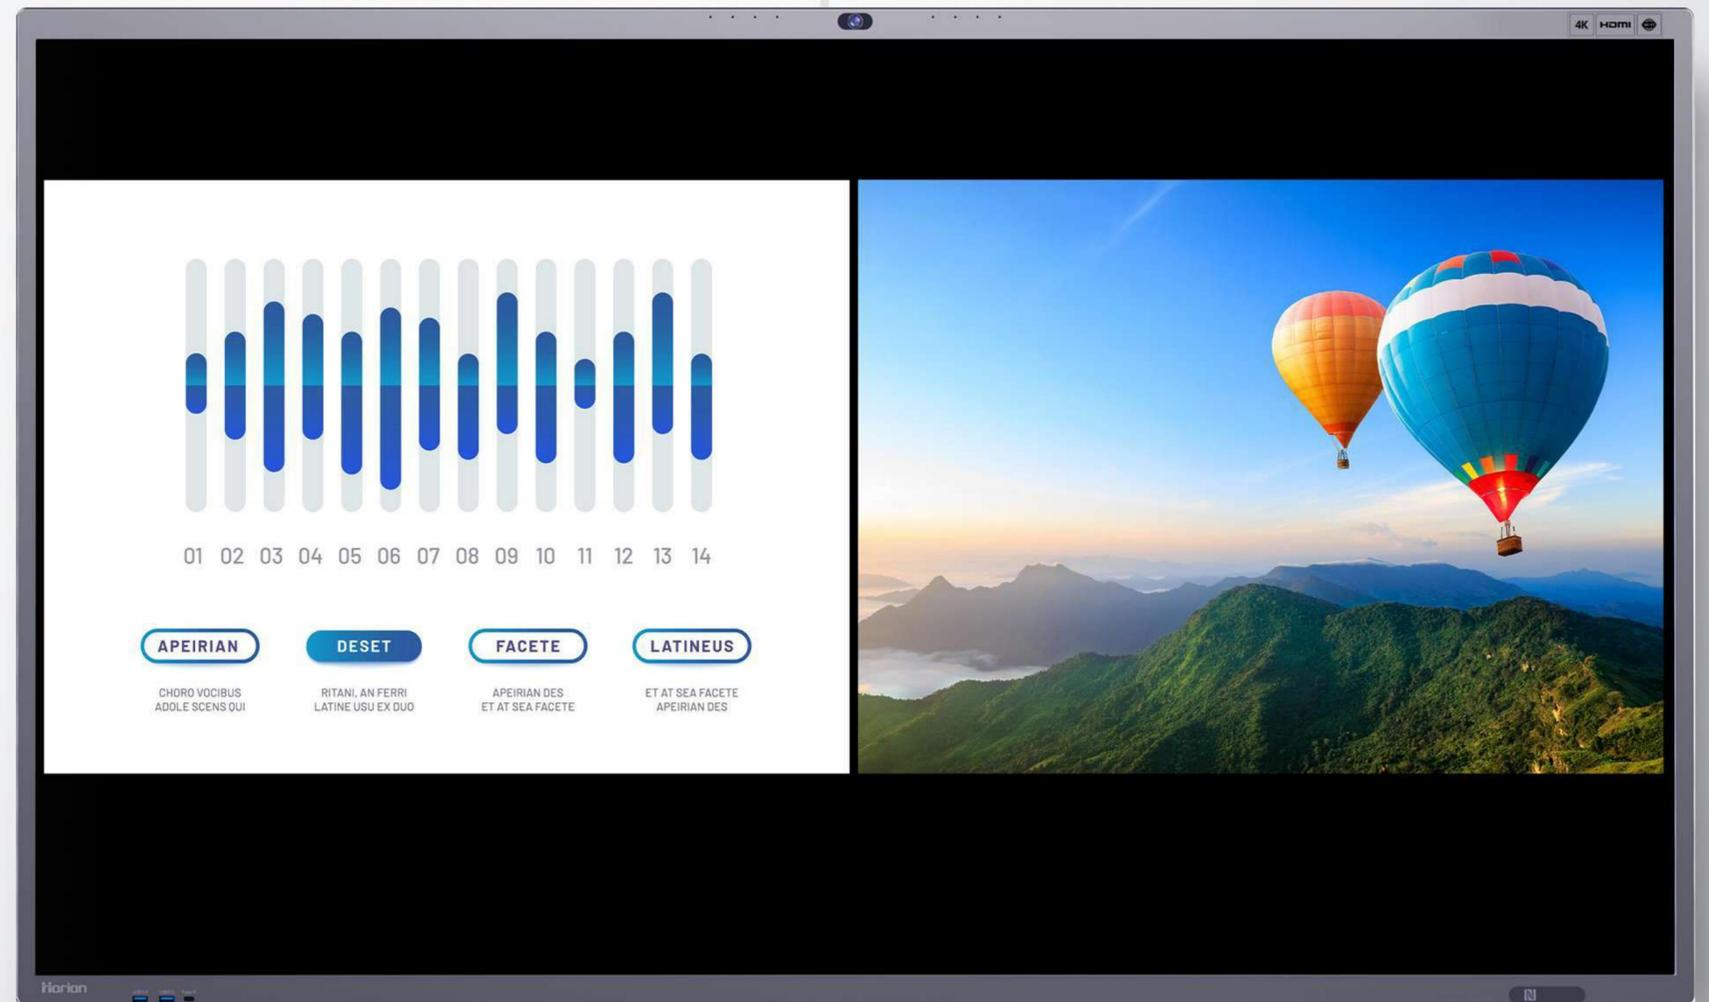 4K HDMI
01 02 03 04 05 06 07 08 09 10 11 12 13 14
APEIRIAN DESET FACETE LATINEUS
CHORO VOCIBUS
ADOLE SCENS QUI
RITANI, AN FERRI
LATINE USU EX DUO
APEIRIAN DES
ET AT SEA FACETE
ET AT SEA FACETE
APEIRIAN DES
Horion